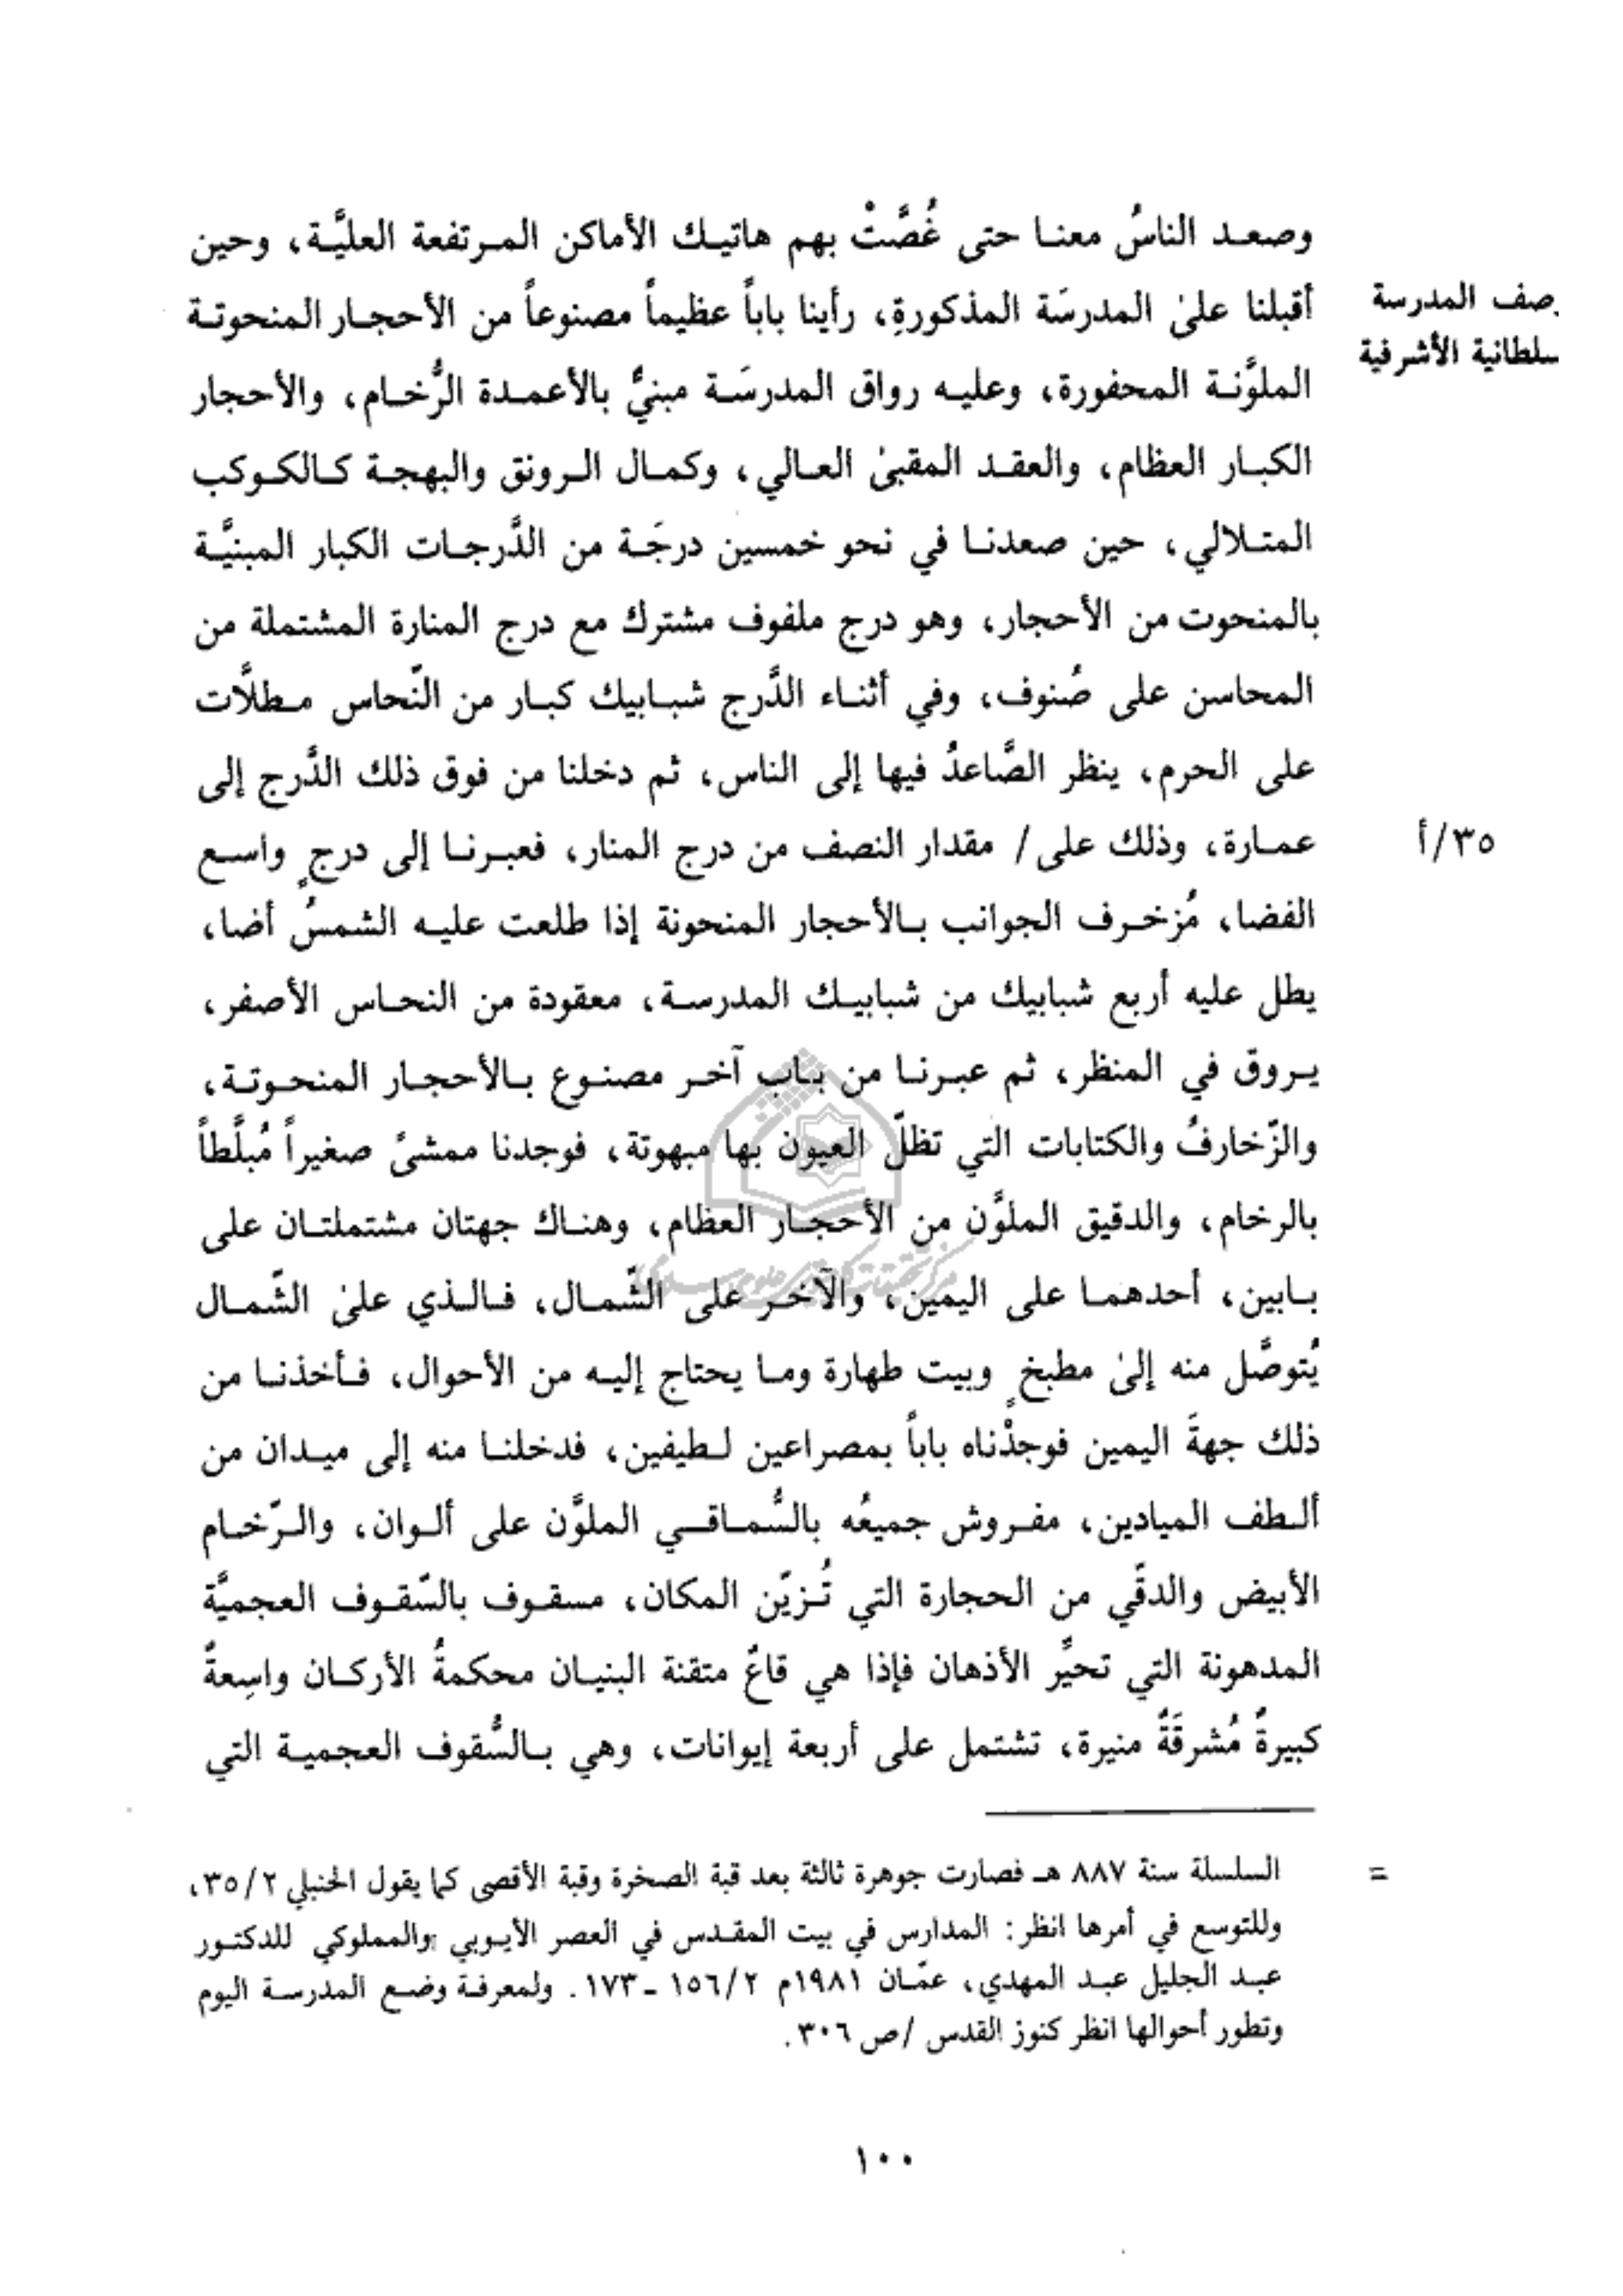 وصعد الناسُ معنا حتى غُصَّتْ بهم هاتيك الأماكن المرتفعة العليَّة، وحين
صف المدرسة
سلطانية الأشرفية
أقبلنا علىٰ المدرسَة المذكورةِ، رأينا باباً عظيماً مصنوعاً من الأحجار المنحوتة
الملوَّنة المحفورة، وعليه رواق المدرسَة مبنيٌّ بالأعمدة الرُّخام، والأحجار
الكبار العظام، والعقد المقبىٰ العالي، وكمال الرونق والبهجة كالكوكب
المتلالي، حين صعدنا في نحو خمسين درجَة من الدَّرجات الكبار المبنيَّة
بالمنحوت من الأحجار، وهو درج ملفوف مشترك مع درج المنارة المشتملة من
المحاسن على صُنوف، وفي أثناء الدَّرج شبابيك كبار من النّحاس مطلَّات
على الحرم، ينظر الصَّاعدُ فيها إلى الناس، ثم دخلنا من فوق ذلك الدَّرج إلى
عمارة، وذلك على / مقدار النصف من درج المنار، فعبرنا إلى درجٍ واسع
٣٥/أ
الفضا، مُزخرف الجوانب بالأحجار المنحونة إذا طلعت عليه الشمسُ أضا،
يطل عليه أربع شبابيك من شبابيك المدرسة، معقودة من النحاس الأصفر،
يروق في المنظر، ثم عبرنا من باب آخر مصنوع بالأحجار المنحوتة،
والزّخارفُ والكتابات التي تظلّ العيون بها مبهوتة، فوجدنا ممشىً صغيراً مُبلَّطاً
بالرخام، والدقيق الملوَّن من الأحجار العظام، وهناك جهتان مشتملتان على
بابين، أحدهما على اليمين، والآخر على الشّمال، فالذي علىٰ الشّمال
يُتوصَّل منه إلىٰ مطبخٍ وبيت طهارة وما يحتاج إليه من الأحوال، فأخذنا من
ذلك جهةَ اليمين فوجدْناه باباً بمصراعين لطيفين، فدخلنا منه إلى ميدان من
ألطف الميادين، مفروش جميعُه بالسُّماقي الملوَّن على ألوان، والرّخام
الأبيض والدقّي من الحجارة التي تُزيّن المكان، مسقوف بالسّقوف العجميَّة
المدهونة التي تحيّر الأذهان فإذا هي قاعٌ متقنة البنيان محكمةُ الأركان واسِعةً
كبيرةً مُشرقَةً منيرة، تشتمل على أربعة إيوانات، وهي بالسُّقوف العجمية التي
= السلسلة سنة ٨٨٧ هـ فصارت جوهرة ثالثة بعد قبة الصخرة وقبة الأقصى كما يقول الحنبلي ٣٥/٢،
وللتوسع في أمرها انظر: المدارس في بيت المقدس في العصر الأيوبي والمملوكي للدكتور
عبد الجليل عبد المهدي، عمّان ١٩٨١م ١٥٦/٢ - ١٧٣. ولمعرفة وضع المدرسة اليوم
وتطور أحوالها انظر كنوز القدس /ص ٣٠٦.
١٠٠